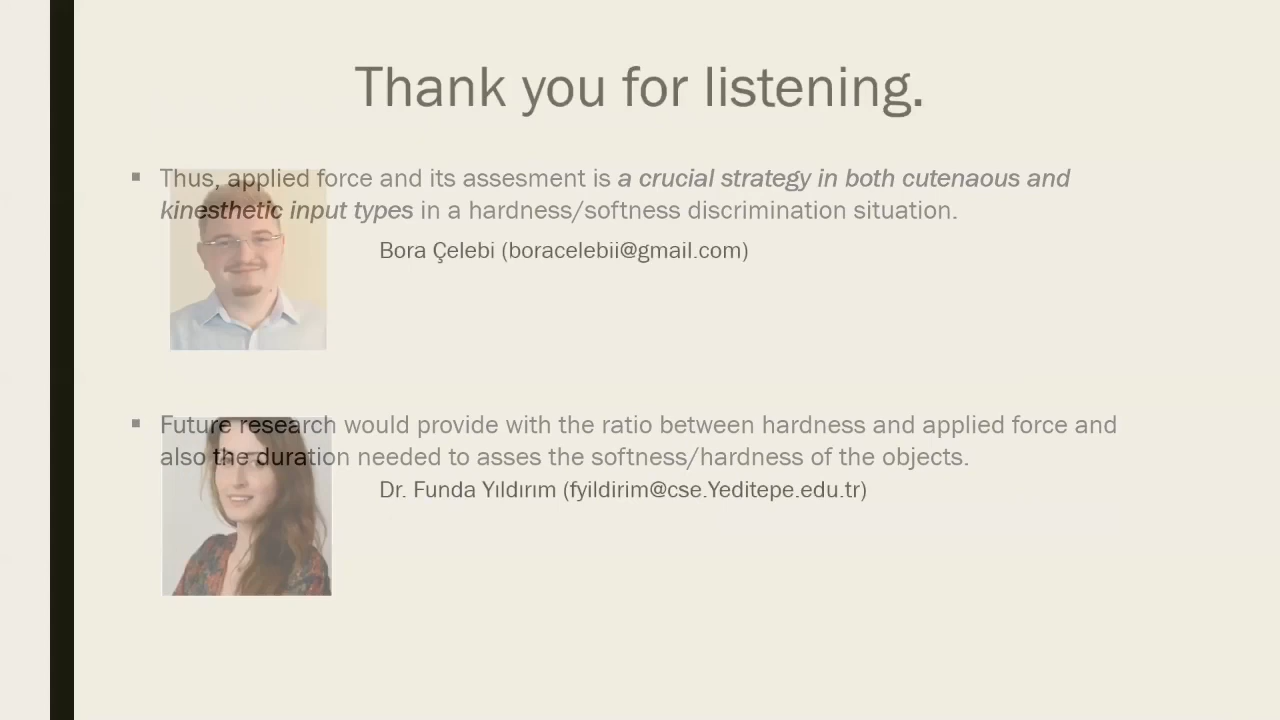 Thank you for listening.
▪ Thus, applied force and its assesment is a crucial strategy in both cutenaous and
kinesthetic input types in a hardness/softness discrimination situation.
Bora Çelebi (boracelebii@gmail.com)
▪ Future research would provide with the ratio between hardness and applied force and
also the duration needed to asses the softness/hardness of the objects.
Dr. Funda Yıldırım (fyildirim@cse.Yeditepe.edu.tr)